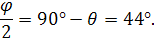 φ/2 = 90° − θ = 44°.